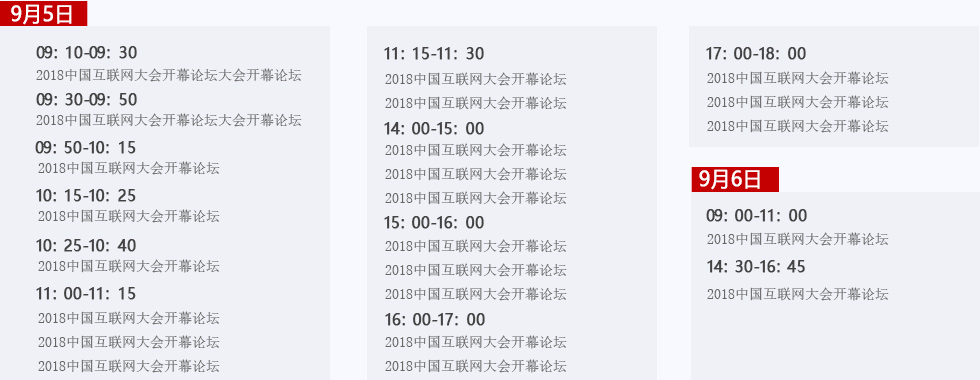 9月5日
09: 10-09: 30
2018中国互联网大会开幕论坛大会开幕论坛
09: 30-09: 50
2018中国互联网大会开幕论坛大会开幕论坛
09: 50-10: 15
2018中国互联网大会开幕论坛
10: 15-10: 25
2018中国互联网大会开幕论坛
10: 25-10: 40
2018中国互联网大会开幕论坛
11: 00-11: 15
2018中国互联网大会开幕论坛
2018中国互联网大会开幕论坛
2018中国互联网大会开幕论坛
11: 15-11: 30
2018中国互联网大会开幕论坛
2018中国互联网大会开幕论坛
14: 00-15: 00
2018中国互联网大会开幕论坛
2018中国互联网大会开幕论坛
2018中国互联网大会开幕论坛
15: 00-16: 00
2018中国互联网大会开幕论坛
2018中国互联网大会开幕论坛
2018中国互联网大会开幕论坛
16: 00-17: 00
2018中国互联网大会开幕论坛
2018中国互联网大会开幕论坛
17: 00-18: 00
2018中国互联网大会开幕论坛
2018中国互联网大会开幕论坛
2018中国互联网大会开幕论坛
9月6日
09: 00-11: 00
2018中国互联网大会开幕论坛
14: 30-16: 45
2018中国互联网大会开幕论坛